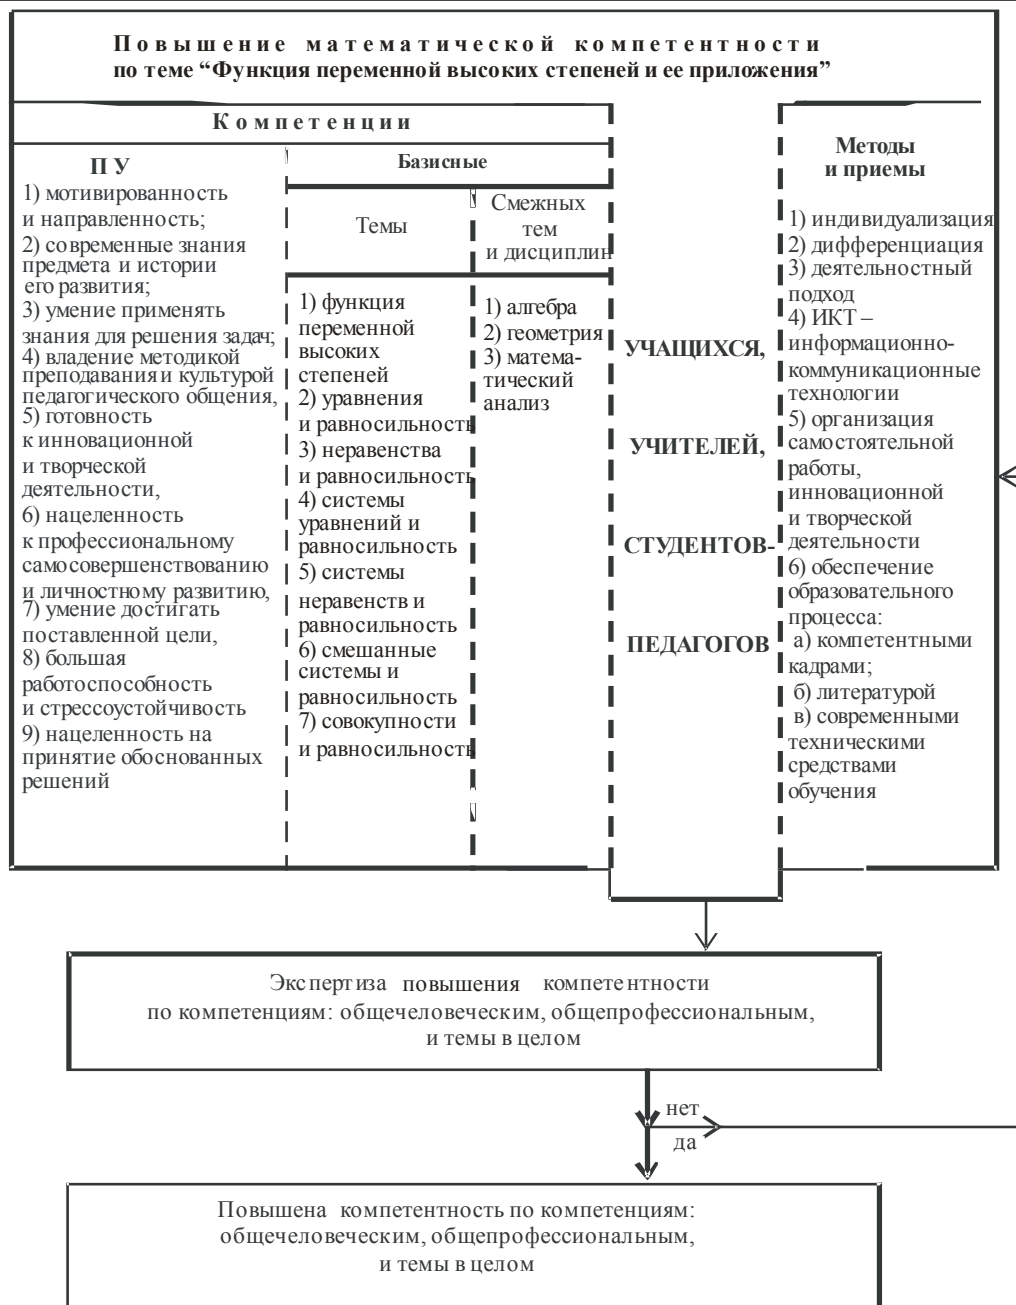 Повышение математической компетентности
по теме “Функция переменной высоких степеней и ее приложения”
Компетенции
ПУ
1) мотивированность
и направленность;
2) современные знания
предмета и истории
его развития;
3) умение применять
знания для решения задач;
4) владение методикой
преподавания и культурой
педагогического общения,
5) готовность
к инновационной
и творческой
деятельности,
6) нацеленность
к профессиональному
самосовершенствованию
и личностному развитию,
7) умение достигать
поставленной цели,
8) большая
работоспособность
и стрессоустойчивость
9) нацеленность на
принятие обоснованных
решений
Базисные
Темы
1) функция
переменной
высоких
степеней
2) уравнения
и равносильность
3) неравенства
и равносильность
4) системы
уравнений и
равносильность
5) системы
неравенств и
равносильность
6) смешанные
системы и
равносильность
7) совокупности
и равносильность
Смежных
тем
и дисциплин
1) алгебра
2) геометрия
3) матема-
тический
анализ
УЧАЩИХСЯ,
УЧИТЕЛЕЙ,
СТУДЕНТОВ-
ПЕДАГОГОВ
Методы
и приемы
1) индивидуализация
2) дифференциация
3) деятельностный
подход
4) ИКТ –
информационно-
коммуникационные
технологии
5) организация
самостоятельной
работы,
инновационной
и творческой
деятельности
6) обеспечение
образовательного
процесса:
а) компетентными
кадрами;
б) литературой
в) современными
техническими
средствами
обучения
Экспертиза повышения компетентности
по компетенциям: общечеловеческим, общепрофессиональным,
и темы в целом
нет
да
Повышена компетентность по компетенциям:
общечеловеческим, общепрофессиональным,
и темы в целом